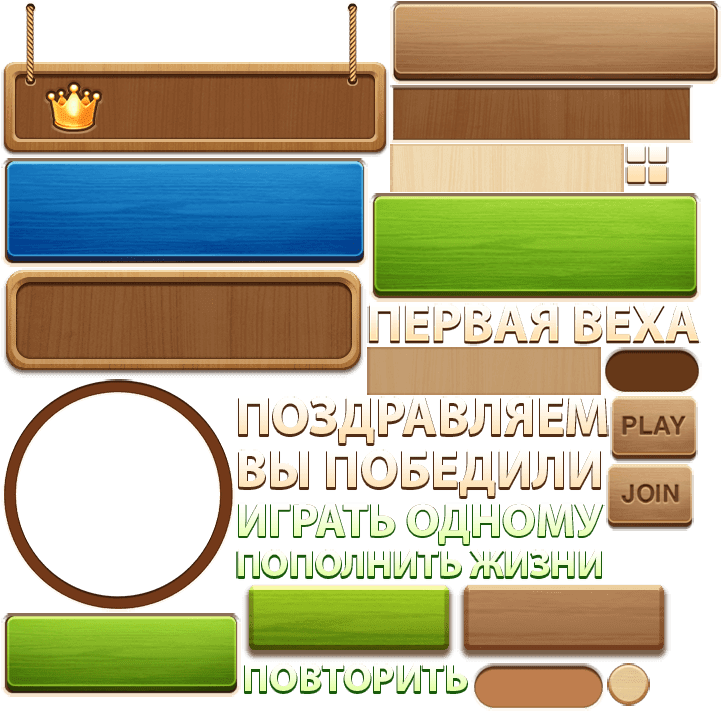 ПЕРВАЯ ВЕХА
ПОЗДРАВЛЯЕМ
PLAY
ВЫ ПОБЕДИЛИ
JOIN
ИГРАТЬ ОДНОМУ
ПОПОЛНИТЬ ЖИЗНИ
ПОВТОРИТЬ